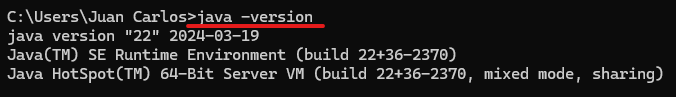 C:\Users\Juan Carlos>java -version
java version "22" 2024-03-19
Java(TM) SE Runtime Environment (build 22+36-2370)
Java HotSpot(TM) 64-Bit Server VM (build 22+36-2370, mixed mode, sharing)